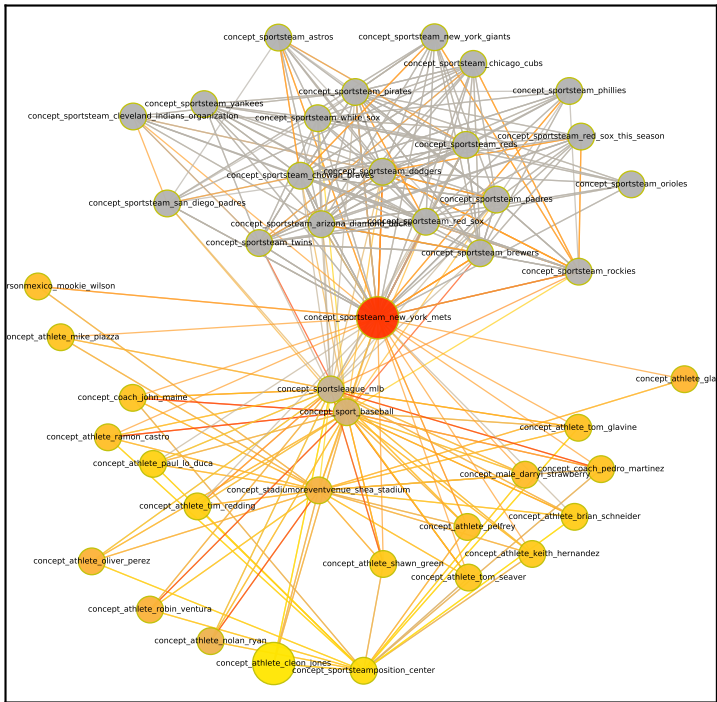 concept_sportsteam_astros
concept_sportsteam_new_york_giants
concept_sportsteam_chicago_cubs
concept_sportsteam_pirates
concept_sportsteam_phillies
concept_sportsteam_yankees
concept_sportsteam_cleveland_indians_organization
concept_sportsteam_white_sox
concept_sportsteam_red_sox_this_season
concept_sportsteam_reds
concept_sportsteam_dodgers
concept_sportsteam_chowan_braves
concept_sportsteam_orioles
concept_sportsteam_padres
concept_sportsteam_san_diego_padres
concept_sportsteam_red_sox
concept_sportsteam_arizona_diamond_backs
concept_sportsteam_twins
concept_sportsteam_brewers
concept_sportsteam_rockies
rsonmexico_mookie_wilson
concept_sportsteam_new_york_mets
concept_athlete_mike_piazza
concept_athlete_gla
concept_sportsleague_mlb
concept_coach_john_maine
concept_sport_baseball
concept_athlete_tom_glavine
concept_athlete_ramon_castro
concept_athlete_paul_lo_duca
concept_coach_pedro_martinez
concept_male_darryl_strawberry
concept_stadiumoreventvenue_shea_stadium
concept_athlete_tim_redding
concept_athlete_brian_schneider
concept_athlete_pelfrey
concept_athlete_keith_hernandez
concept_athlete_oliver_perez
concept_athlete_shawn_green
concept_athlete_tom_seaver
concept_athlete_robin_ventura
concept_athlete_nolan_ryan
concept_athlete_cleon_jones
concept_sportsteamposition_center